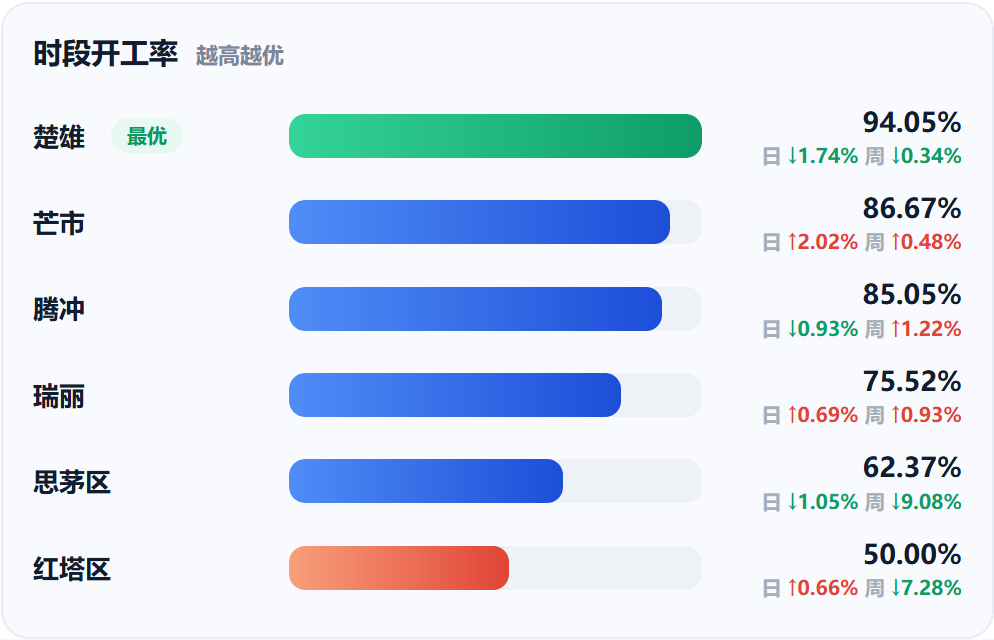 时段开工率 越高越优
楚雄 最优 94.05%
日 ↓1.74% 周 ↓0.34%
芒市 86.67%
日 ↑2.02% 周 ↑0.48%
腾冲 85.05%
日 ↓0.93% 周 ↑1.22%
瑞丽 75.52%
日 ↑0.69% 周 ↑0.93%
思茅区 62.37%
日 ↓1.05% 周 ↓9.08%
红塔区 50.00%
日 ↑0.66% 周 ↓7.28%